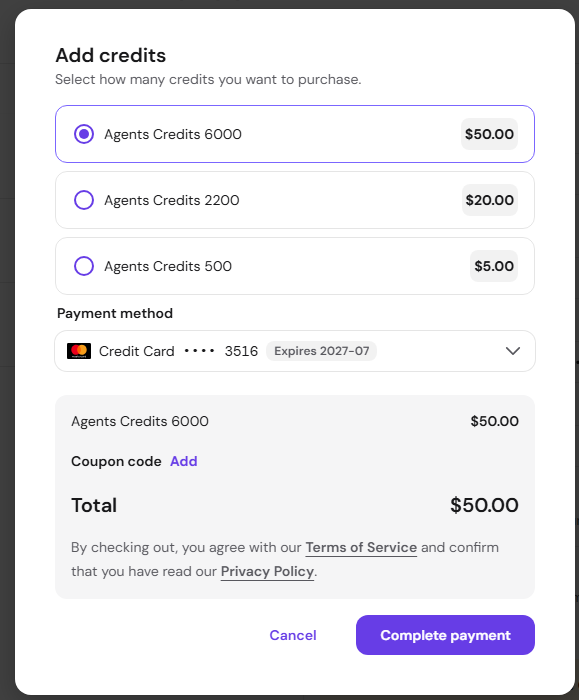 Add credits
Select how many credits you want to purchase.
Agents Credits 6000 $50.00
Agents Credits 2200 $20.00
Agents Credits 500 $5.00
Payment method
Credit Card •••• 3516 Expires 2027-07
Agents Credits 6000 $50.00
Coupon code Add
Total $50.00
By checking out, you agree with our Terms of Service and confirm
that you have read our Privacy Policy.
Cancel Complete payment